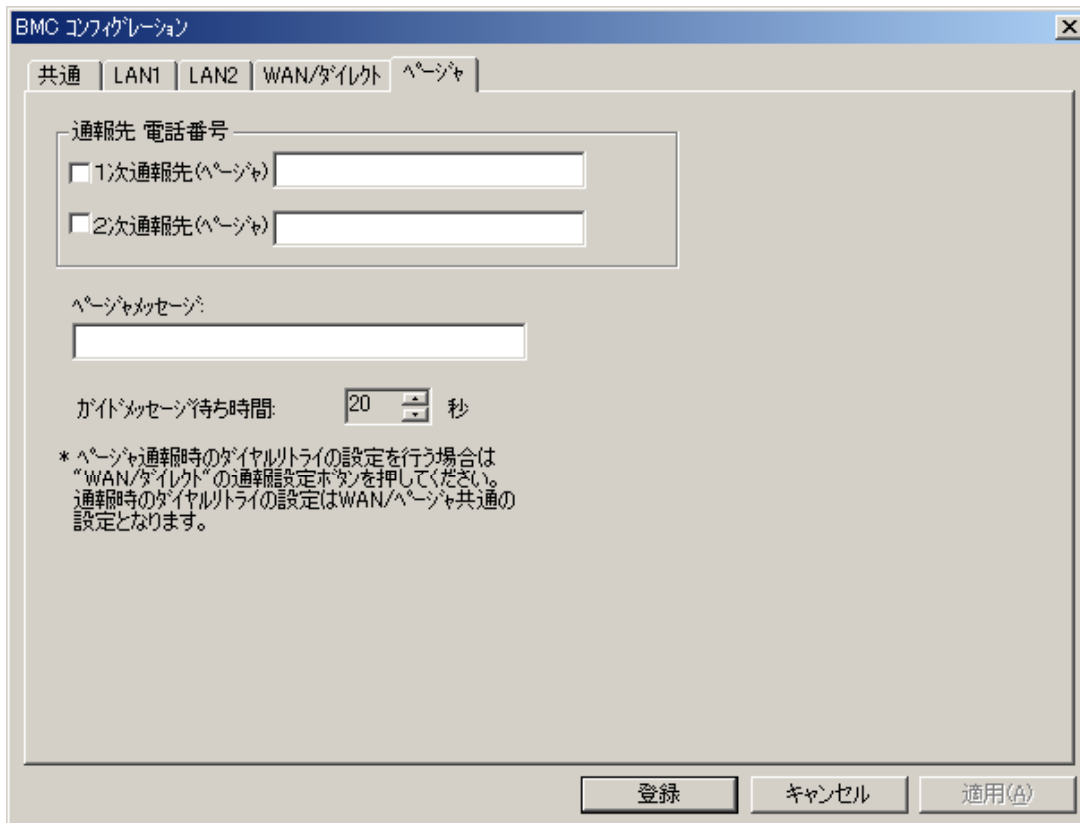 BMC ｺﾝﾌｨｸﾞﾚｰｼｮﾝ
共通 LAN1 LAN2 WAN/ﾀﾞｲﾚｸﾄ ﾍﾟｰｼﾞｬ
通報先 電話番号
1次通報先(ﾍﾟｰｼﾞｬ)
2次通報先(ﾍﾟｰｼﾞｬ)
ﾍﾟｰｼﾞｬﾒｯｾｰｼﾞ:
ｶﾞｲﾄﾞﾒｯｾｰｼﾞ待ち時間: 20 秒
* ﾍﾟｰｼﾞｬ通報時のﾀﾞｲﾔﾙﾘﾄﾗｲの設定を行う場合は
"WAN/ﾀﾞｲﾚｸﾄ"の通報設定ﾎﾞﾀﾝを押してください。
通報時のﾀﾞｲﾔﾙﾘﾄﾗｲの設定はWAN/ﾍﾟｰｼﾞｬ共通の
設定となります。
登録 キャンセル 適用(A)